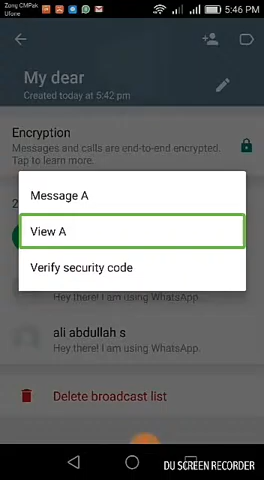 Zong CMPak
Ufone
5:46 PM
My dear
Created today at 5:42 pm
Encryption
Messages and calls are end-to-end encrypted.
Tap to learn more.
2
Message A
View A
Verify security code
Hey there! I am using WhatsApp.
ali abdullah s
Hey there! I am using WhatsApp.
Delete broadcast list
DU SCREEN RECORDER